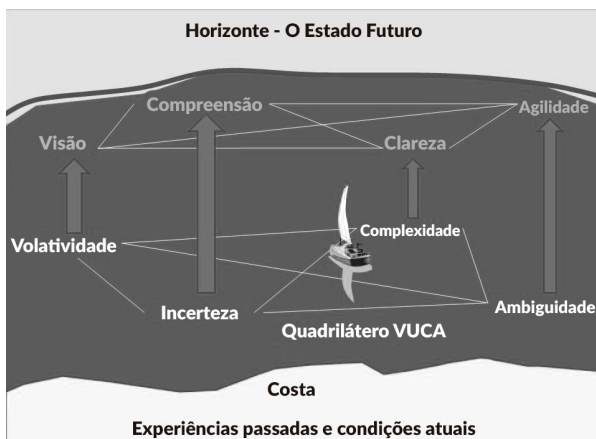 Horizonte - O Estado Futuro
Compreensão
Agilidade
Visão
Clareza
Complexidade
Volatividade
Incerteza
Ambiguidade
Quadrilátero VUCA
Costa
Experiências passadas e condições atuais